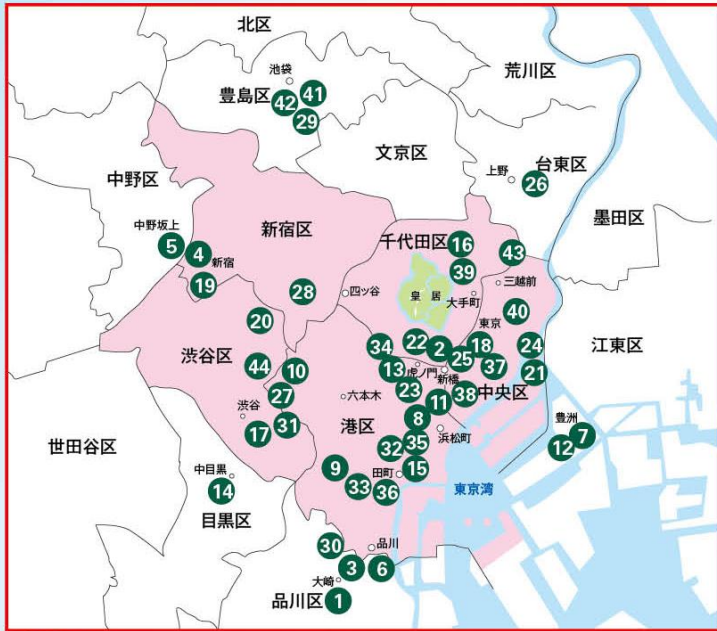 北区
荒川区
池袋
41
豊島区
42
29
文京区
台東区
上野
26
中野区
墨田区
中野坂上
5
4
新宿
新宿区
千代田区
16
43
19
28
四ツ谷
皇居
39
大手町
三越前
20
東京
40
江東区
渋谷区
34
22
2
25
18
24
44
10
13
虎ノ門
新橋
37
21
27
六本木
23
11
38
中央区
渋谷
17
31
港区
8
浜松町
豊洲
7
12
世田谷区
32
35
中目黒
14
9
田町
15
33
36
東京湾
目黒区
30
品川
3
6
大崎
品川区
1